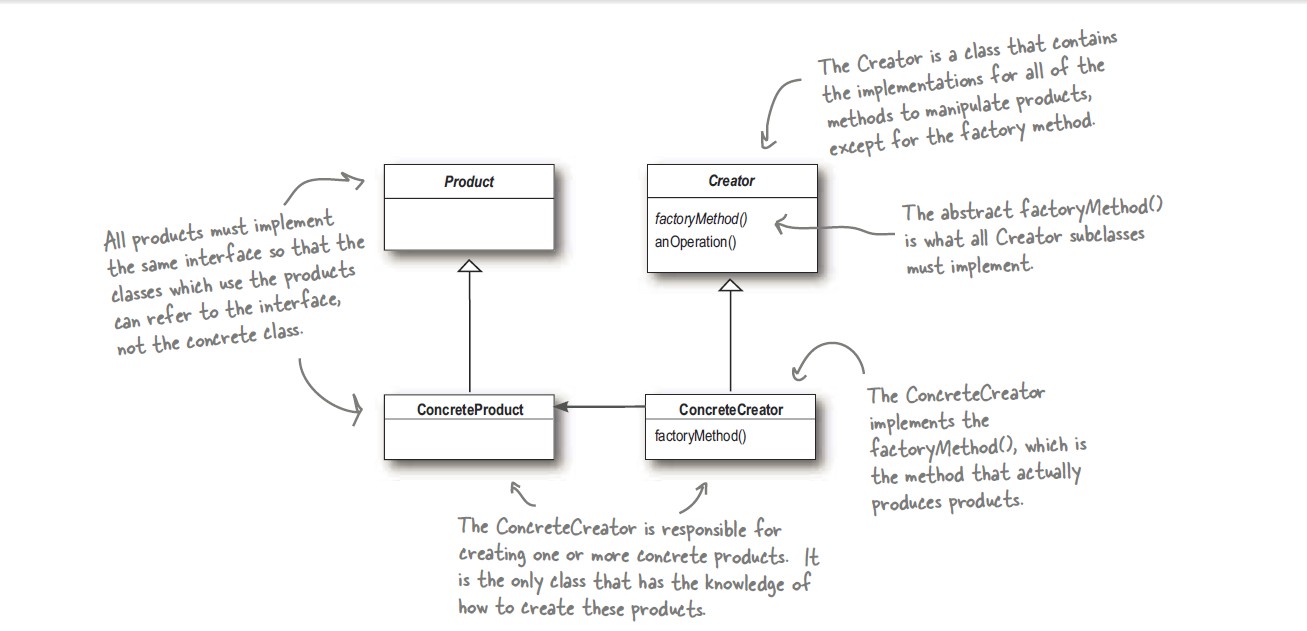 The Creator is a class that contains
the implementations for all of the
methods to manipulate products,
except for the factory method.
Product
Creator
factoryMethod()
anOperation()
All products must implement
the same interface so that the
classes which use the products
can refer to the interface,
not the concrete class.
The abstract factoryMethod()
is what all Creator subclasses
must implement.
ConcreteProduct
ConcreteCreator
factoryMethod()
The ConcreteCreator
implements the
factoryMethod(), which is
the method that actually
produces products.
The ConcreteCreator is responsible for
creating one or more concrete products. It
is the only class that has the knowledge of
how to create these products.